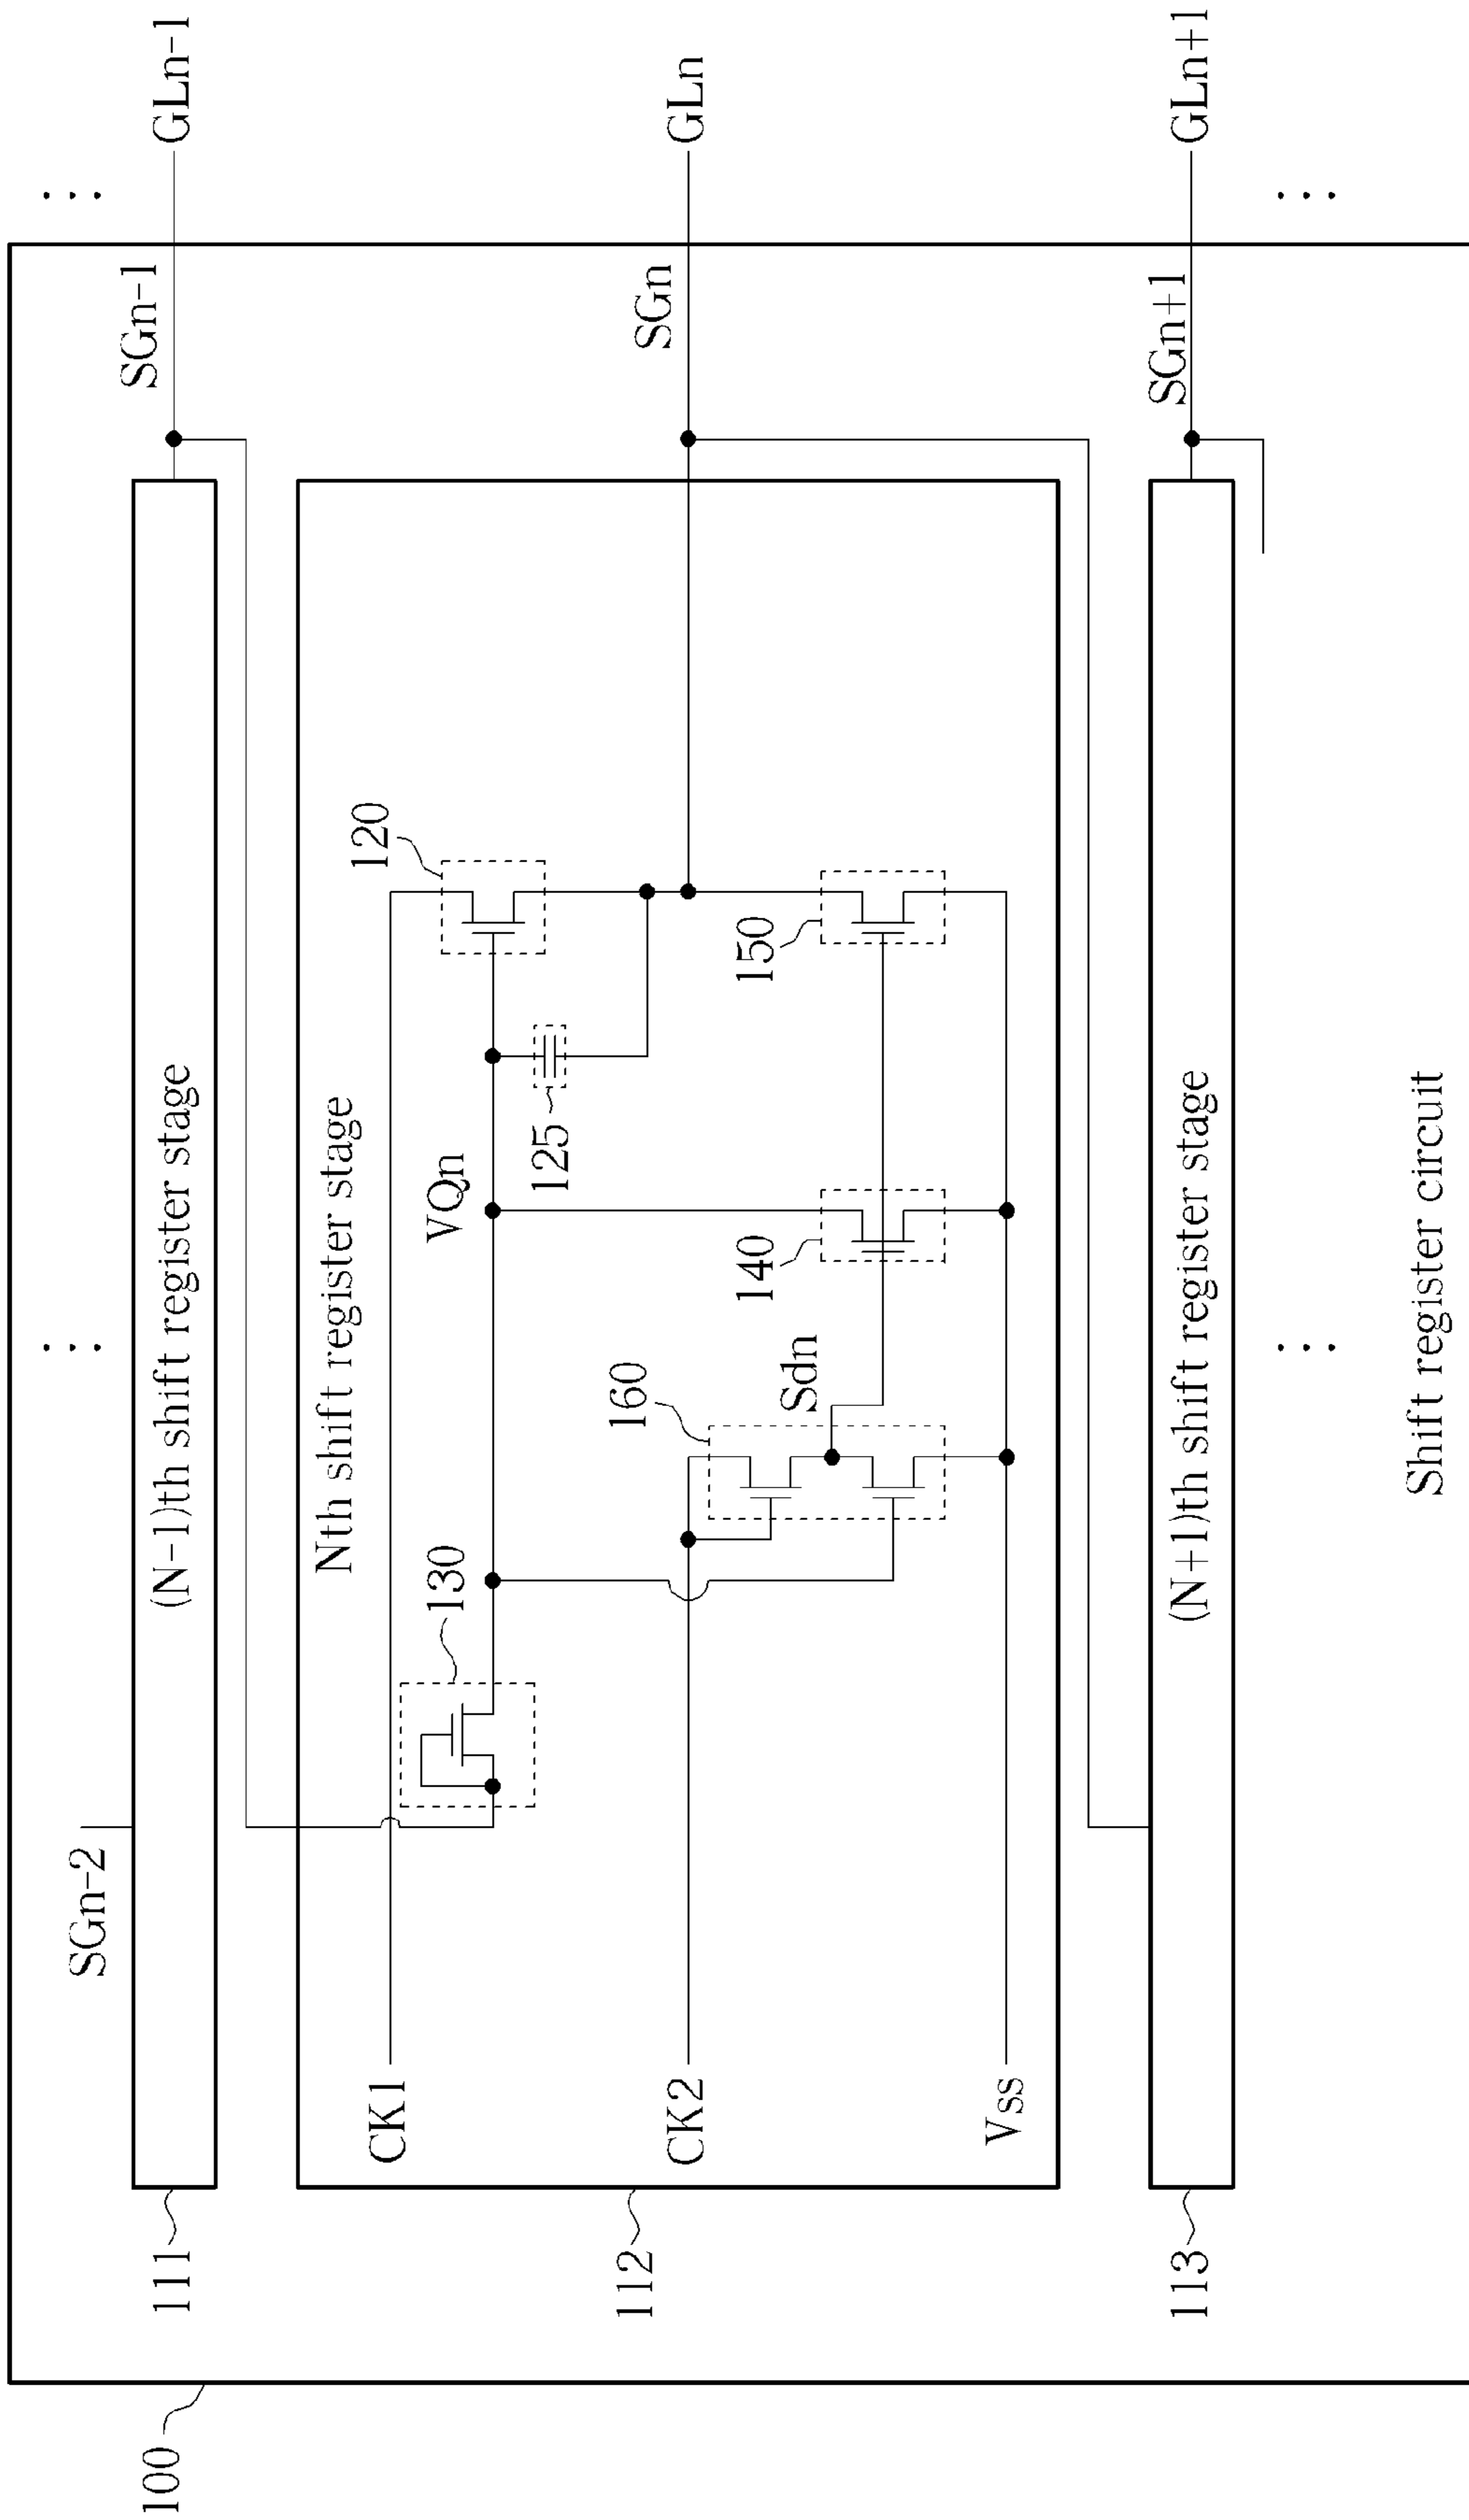 100
SGn-2
111
(N-1)th shift register stage
SGn-1
GLn-1
112
Nth shift register stage
CK1
130
VQn
120
125
CK2
160
Sdn
140
150
SGn
GLn
Vss
113
(N+1)th shift register stage
SGn+1
GLn+1
Shift register circuit